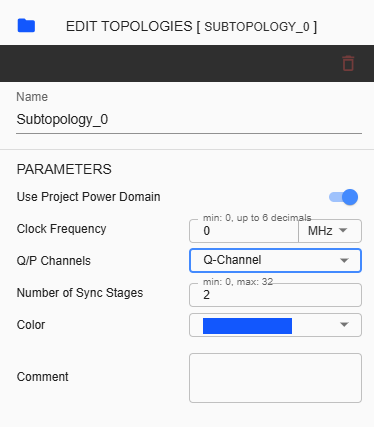 EDIT TOPOLOGIES [ SUBTOPOLOGY_0 ]
Name
Subtopology_0
PARAMETERS
Use Project Power Domain
min: 0, up to 6 decimals
Clock Frequency 0 MHz
Q/P Channels Q-Channel
min: 0, max: 32
Number of Sync Stages 2
Color
Comment